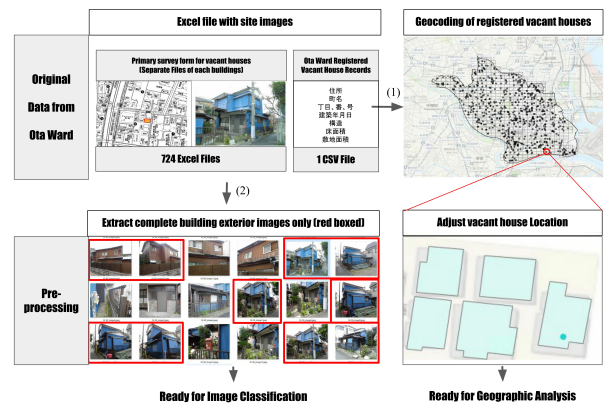 Excel file with site images
Geocoding of registered vacant houses
Original
Data from
Ota Ward
Primary survey form for vacant houses
(Separate Files of each buildings)
724 Excel Files
Ota Ward Registered
Vacant House Records
住所
町名
丁目、番、号
建築年月日
構造
床面積
敷地面積
1 CSV File
(1)
(2)
Extract complete building exterior images only (red boxed)
Adjust vacant house Location
Pre-
processing
Ready for Image Classification
Ready for Geographic Analysis